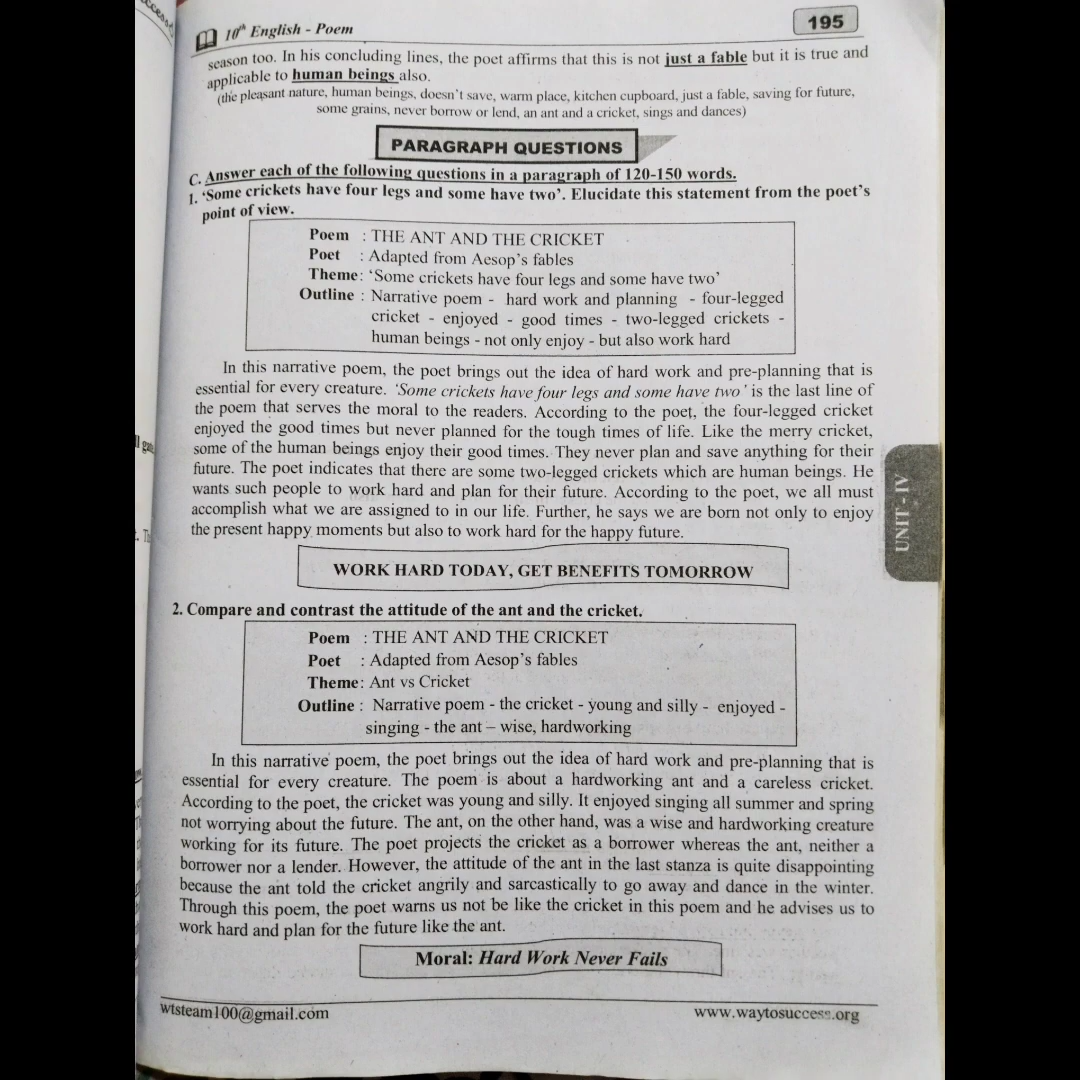 10th English - Poem
195
season too. In his concluding lines, the poet affirms that this is not just a fable but it is true and
applicable to human beings also.
(the pleasant nature, human beings, doesn't save, warm place, kitchen cupboard, just a fable, saving for future,
some grains, never borrow or lend, an ant and a cricket, sings and dances)
PARAGRAPH QUESTIONS
C. Answer each of the following questions in a paragraph of 120-150 words.
1. 'Some crickets have four legs and some have two'. Elucidate this statement from the poet's
point of view.
Poem : THE ANT AND THE CRICKET
Poet : Adapted from Aesop's fables
Theme: 'Some crickets have four legs and some have two'
Outline : Narrative poem - hard work and planning - four-legged
cricket - enjoyed - good times - two-legged crickets -
human beings - not only enjoy - but also work hard
In this narrative poem, the poet brings out the idea of hard work and pre-planning that is
essential for every creature. 'Some crickets have four legs and some have two' is the last line of
the poem that serves the moral to the readers. According to the poet, the four-legged cricket
enjoyed the good times but never planned for the tough times of life. Like the merry cricket,
some of the human beings enjoy their good times. They never plan and save anything for their
future. The poet indicates that there are some two-legged crickets which are human beings. He
wants such people to work hard and plan for their future. According to the poet, we all must
accomplish what we are assigned to in our life. Further, he says we are born not only to enjoy
the present happy moments but also to work hard for the happy future.
UNIT - IV
WORK HARD TODAY, GET BENEFITS TOMORROW
2. Compare and contrast the attitude of the ant and the cricket.
Poem : THE ANT AND THE CRICKET
Poet : Adapted from Aesop's fables
Theme: Ant vs Cricket
Outline : Narrative poem - the cricket - young and silly - enjoyed -
singing - the ant – wise, hardworking
In this narrative poem, the poet brings out the idea of hard work and pre-planning that is
essential for every creature. The poem is about a hardworking ant and a careless cricket.
According to the poet, the cricket was young and silly. It enjoyed singing all summer and spring
not worrying about the future. The ant, on the other hand, was a wise and hardworking creature
working for its future. The poet projects the cricket as a borrower whereas the ant, neither a
borrower nor a lender. However, the attitude of the ant in the last stanza is quite disappointing
because the ant told the cricket angrily and sarcastically to go away and dance in the winter.
Through this poem, the poet warns us not be like the cricket in this poem and he advises us to
work hard and plan for the future like the ant.
Moral: Hard Work Never Fails
wtsteam100@gmail.com
www.waytosuccess.org